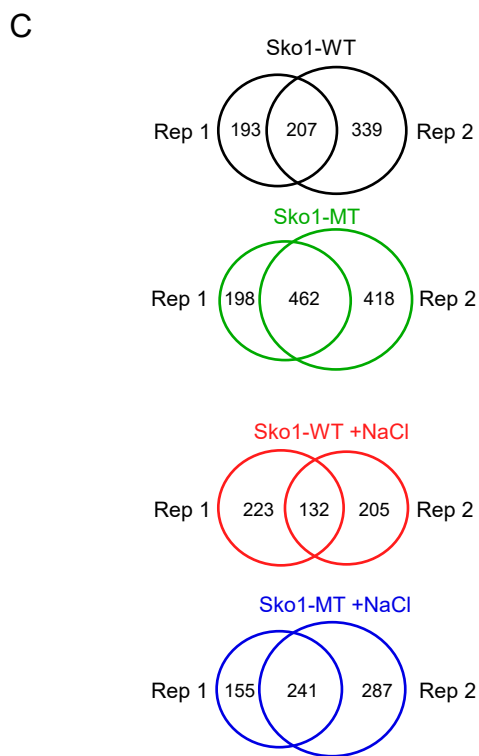 C
Sko1-WT
Rep 1 193 207 339 Rep 2
Sko1-MT
Rep 1 198 462 418 Rep 2
Sko1-WT +NaCl
Rep 1 223 132 205 Rep 2
Sko1-MT +NaCl
Rep 1 155 241 287 Rep 2